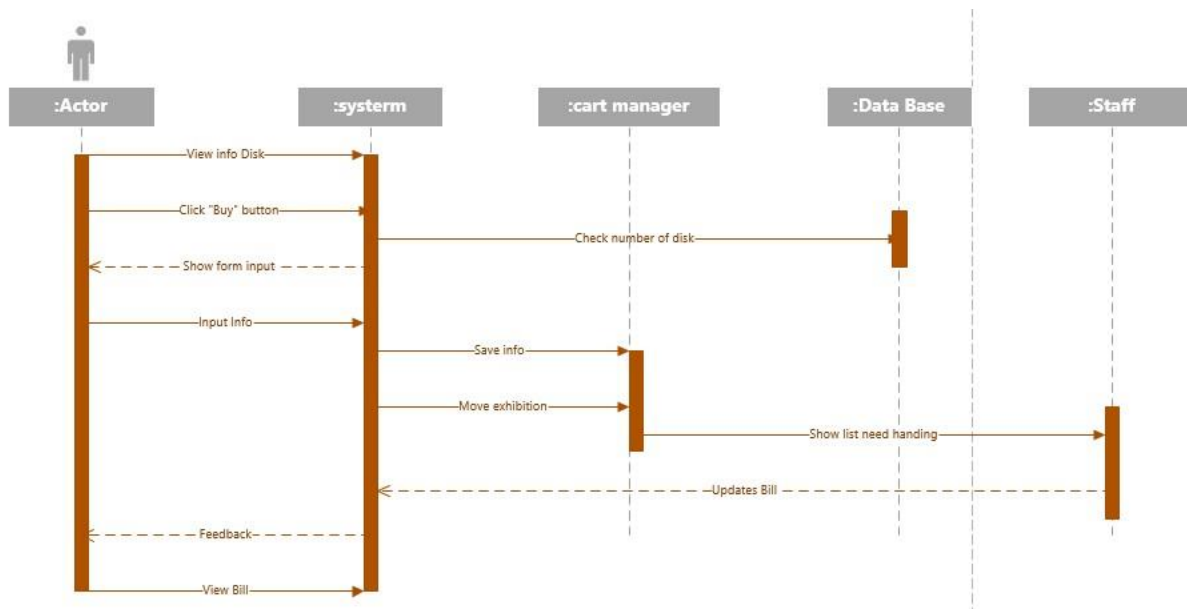 :Actor
:systerm
:cart manager
:Data Base
:Staff
View info Disk
Click "Buy" button
Check number of disk
Show form input
Input Info
Save info
Move exhibition
Show list need handing
Updates Bill
Feedback
View Bill